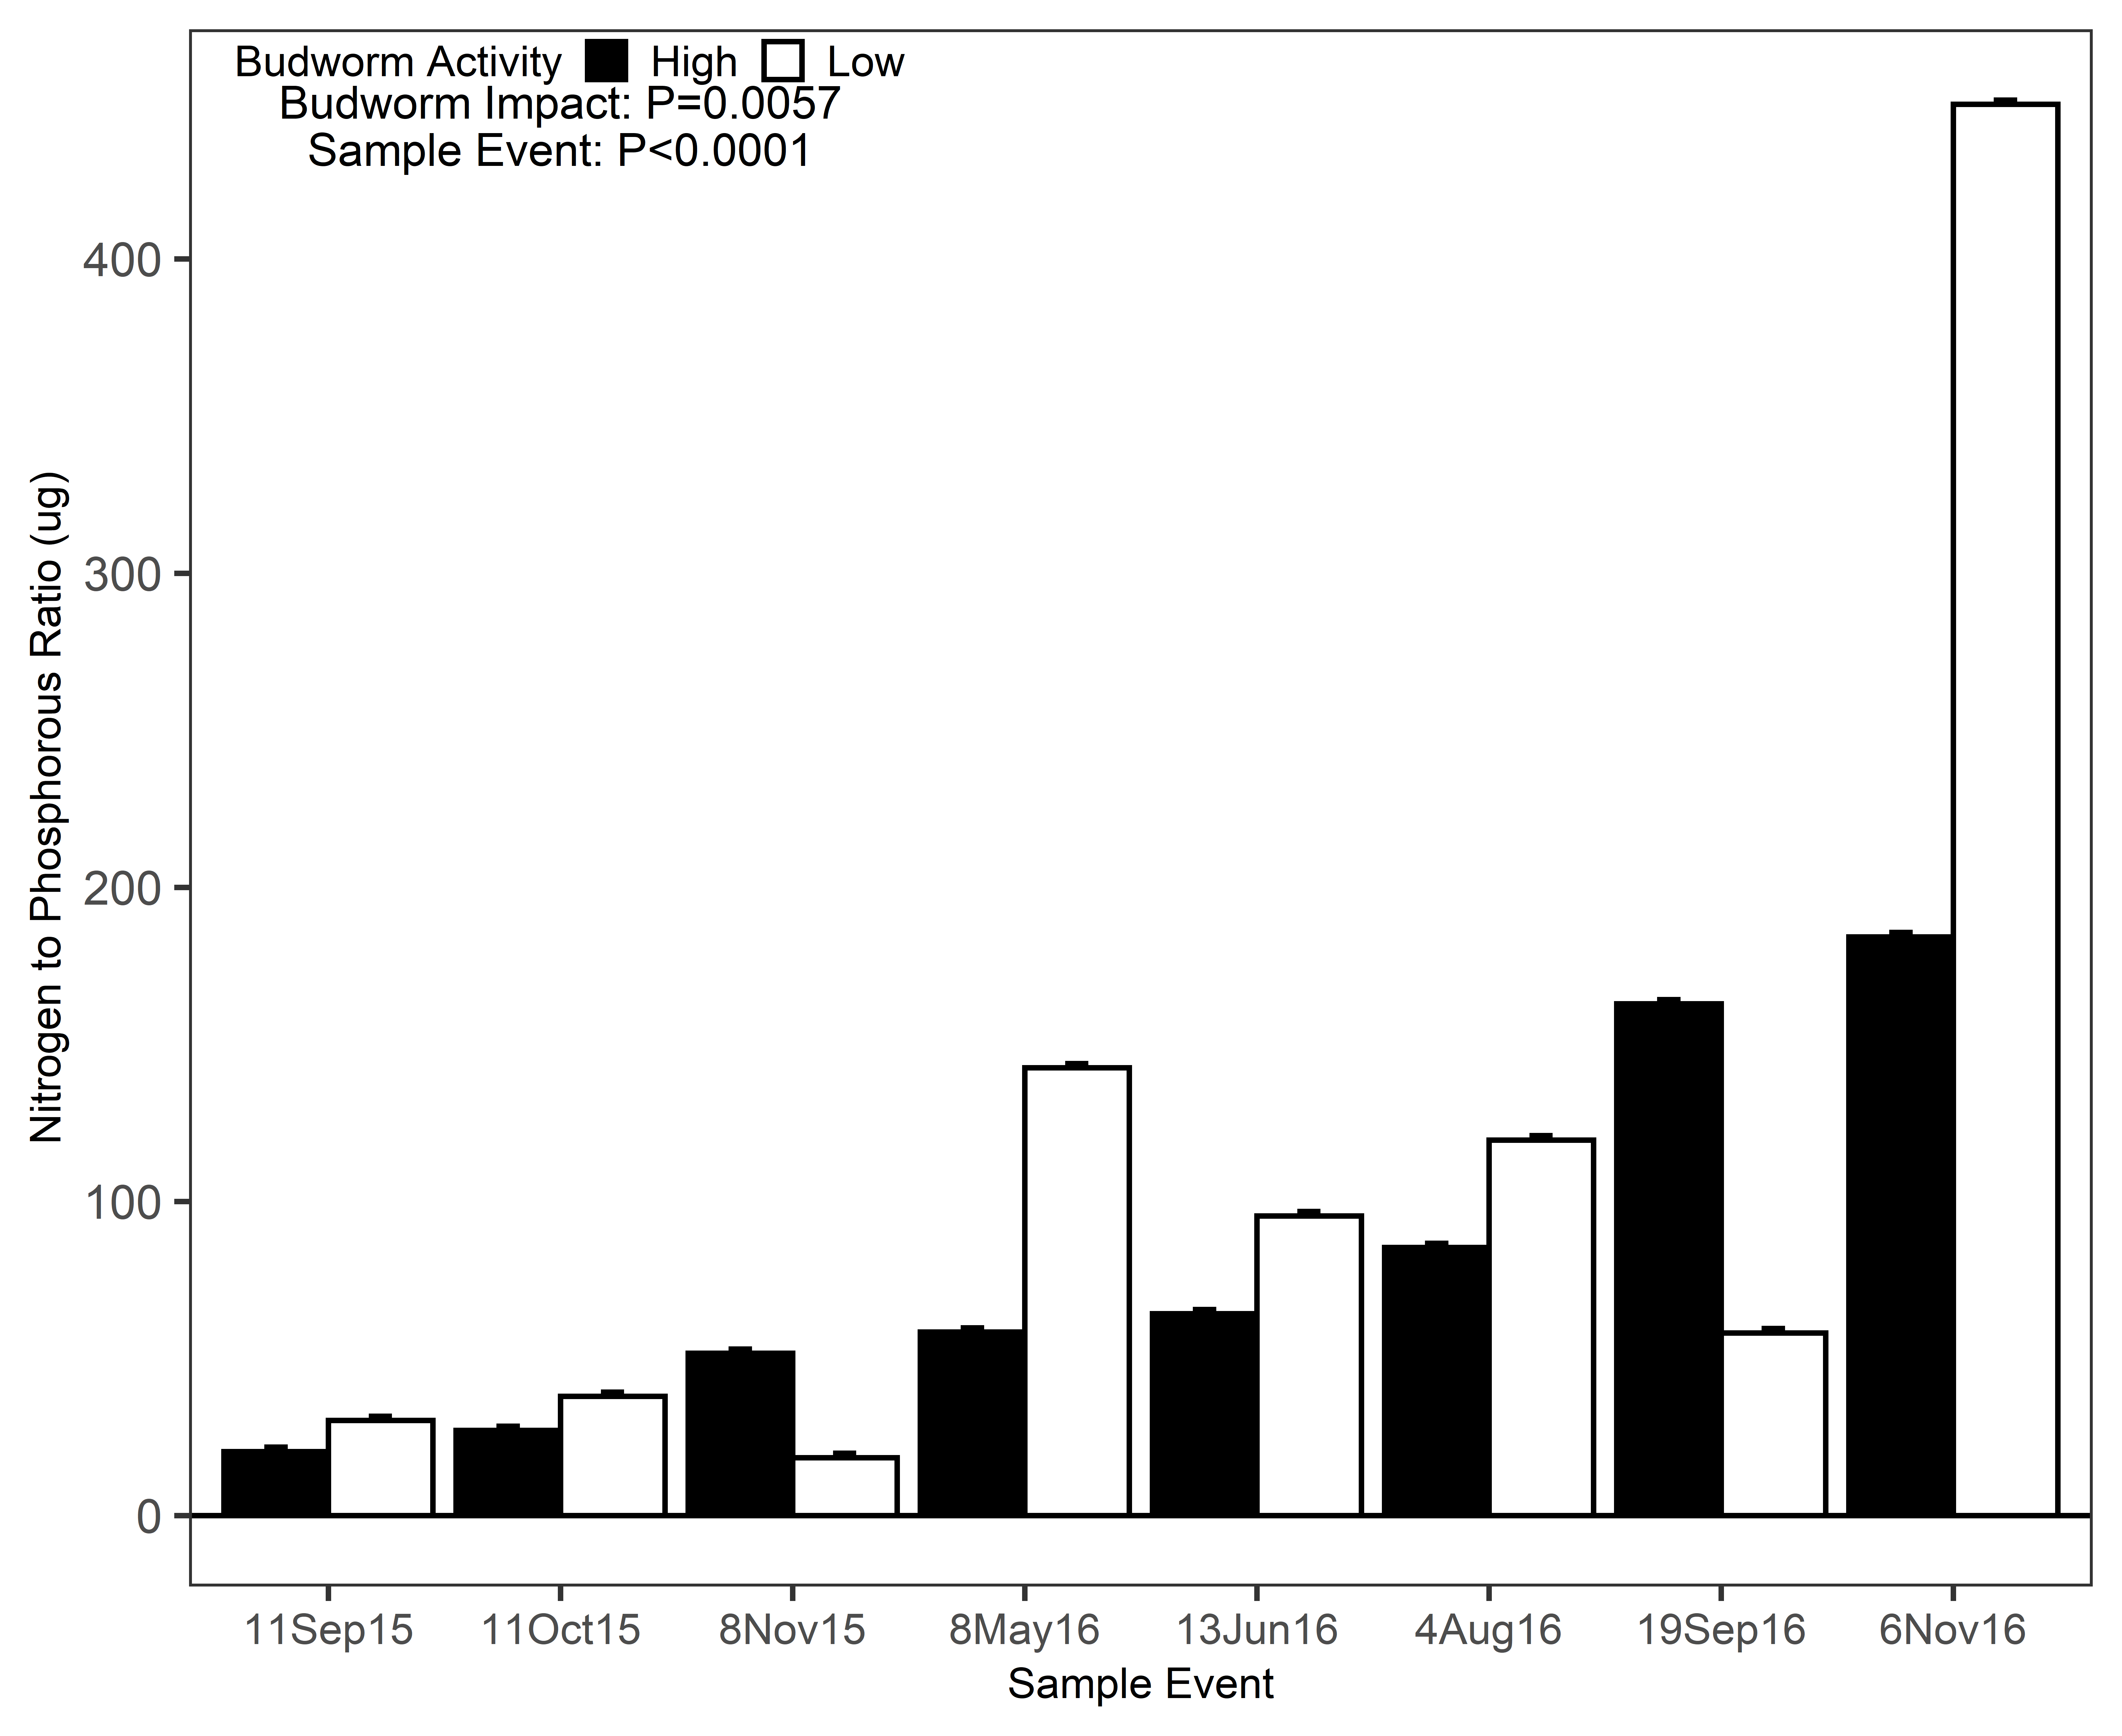 Budworm Activity High Low
Budworm Impact: P=0.0057
Sample Event: P<0.0001
Nitrogen to Phosphorous Ratio (ug)
400
300
200
100
0
11Sep15 11Oct15 8Nov15 8May16 13Jun16 4Aug16 19Sep16 6Nov16
Sample Event